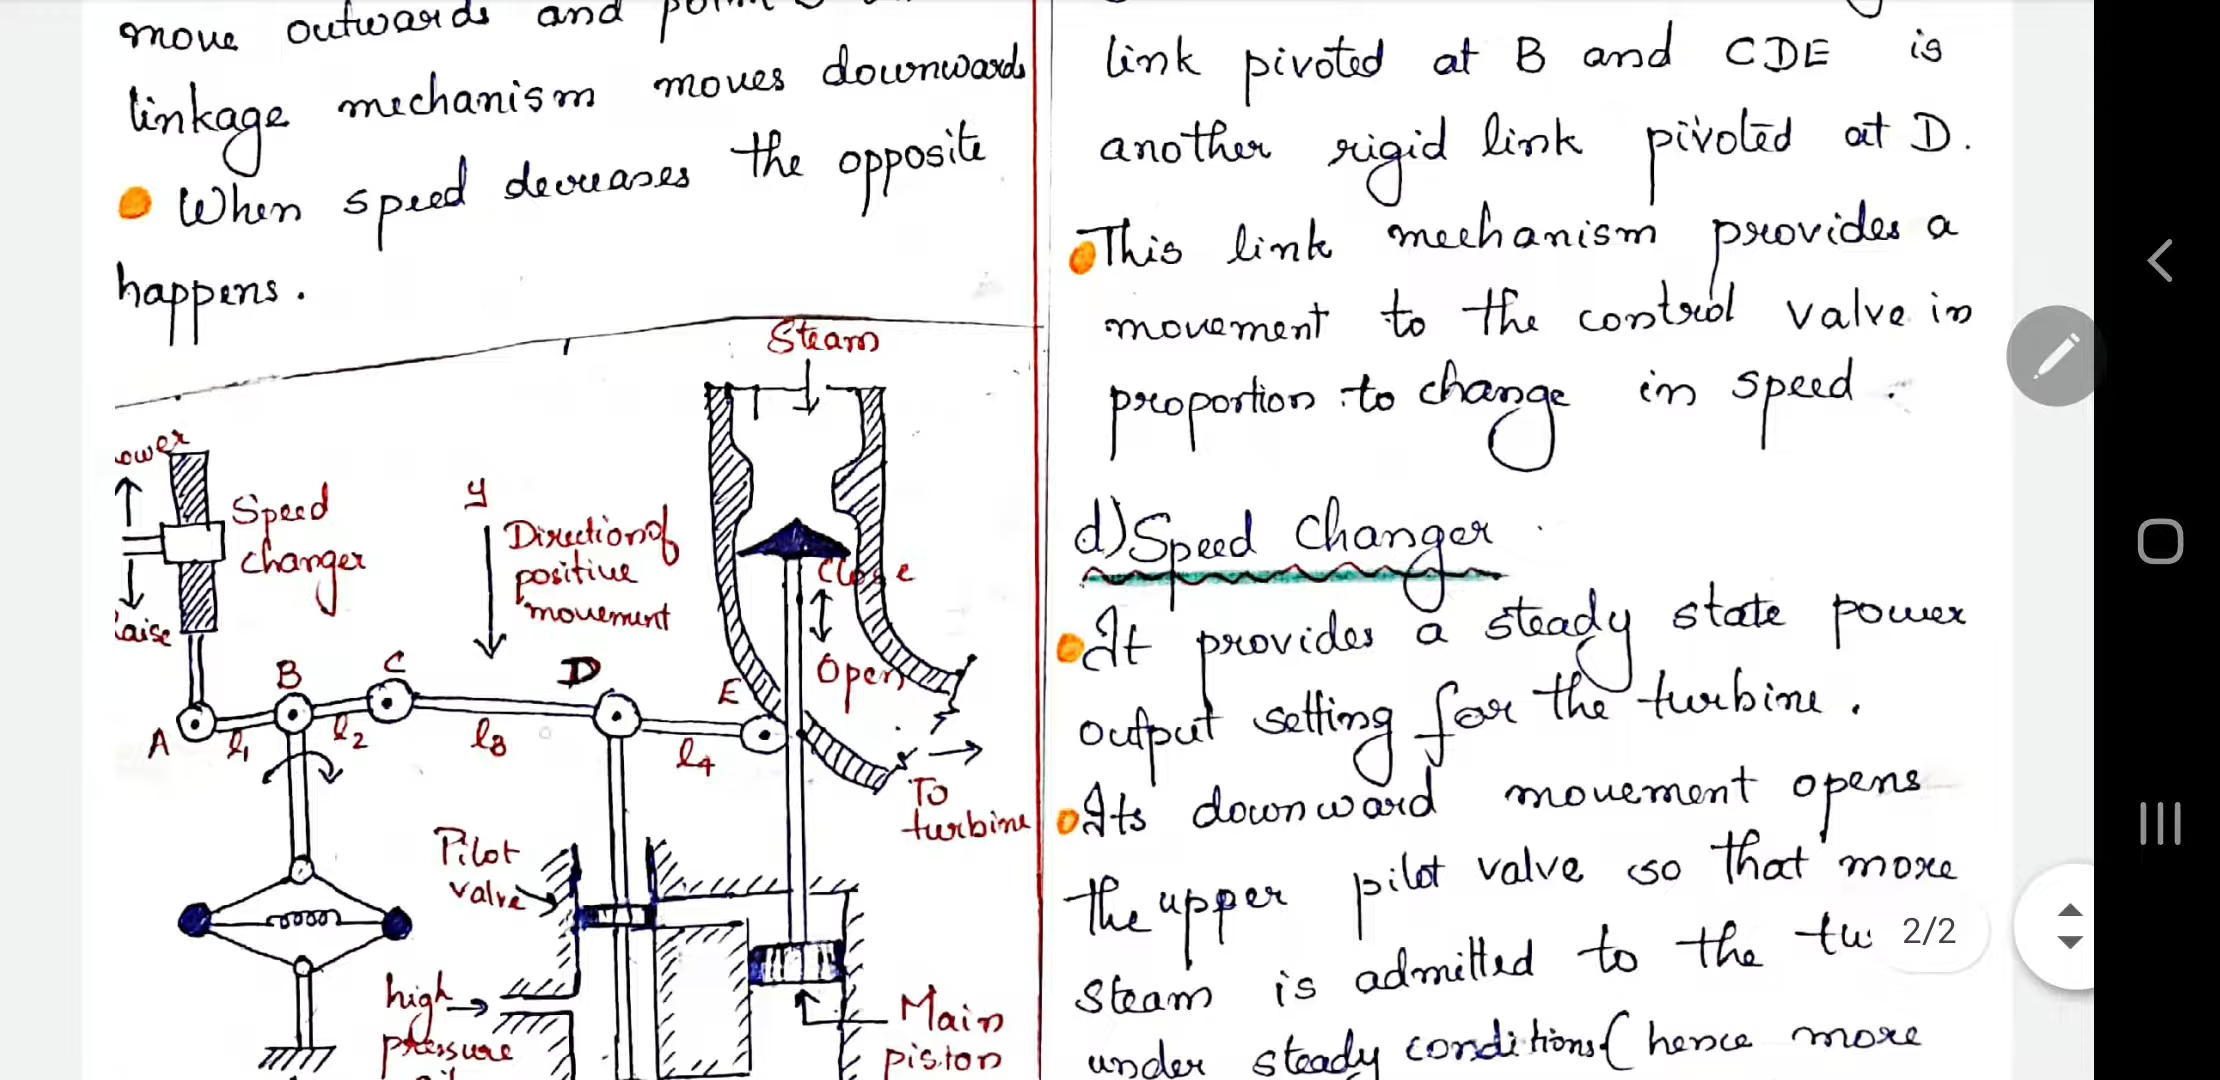 move outwards and
linkage mechanism moves downwards
When speed decreases the opposite
happens.
Steam
Speed
changer
y
Direction of
positive
movement
Close
Open
A
B
C
D
E
l1
l2
l3
l4
To
turbine
Pilot
valve
high
pressure
Main
piston
link pivoted at B and CDE is
another rigid link pivoted at D.
This link mechanism provides a
movement to the control valve in
proportion to change in speed.
d) Speed Changer
It provides a steady state power
output setting for the turbine.
Its downward movement opens
the upper pilot valve so that more
steam is admitted to the
under steady conditions (hence more
2/2